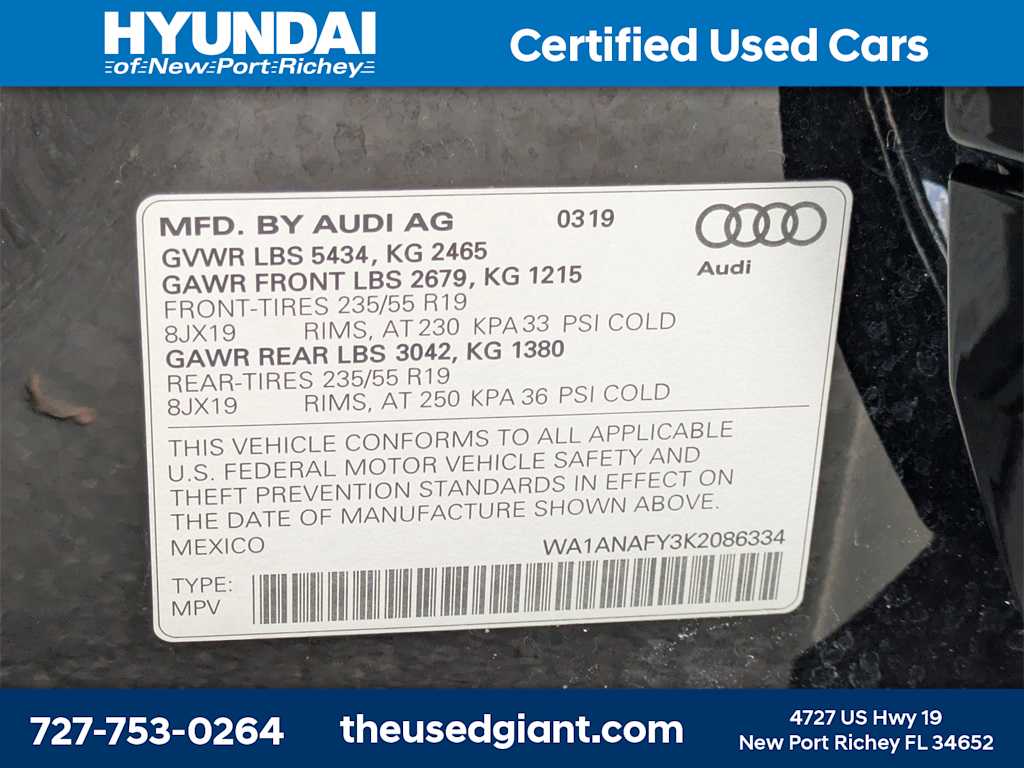 HYUNDAI
of New Port Richey
Certified Used Cars
MFD. BY AUDI AG 0319
GVWR LBS 5434, KG 2465
GAWR FRONT LBS 2679, KG 1215
Audi
FRONT-TIRES 235/55 R19
8JX19 RIMS, AT 230 KPA 33 PSI COLD
GAWR REAR LBS 3042, KG 1380
REAR-TIRES 235/55 R19
8JX19 RIMS, AT 250 KPA 36 PSI COLD
THIS VEHICLE CONFORMS TO ALL APPLICABLE
U.S. FEDERAL MOTOR VEHICLE SAFETY AND
THEFT PREVENTION STANDARDS IN EFFECT ON
THE DATE OF MANUFACTURE SHOWN ABOVE.
MEXICO WA1ANAFY3K2086334
TYPE:
MPV
727-753-0264
theusedgiant.com
4727 US Hwy 19
New Port Richey FL 34652